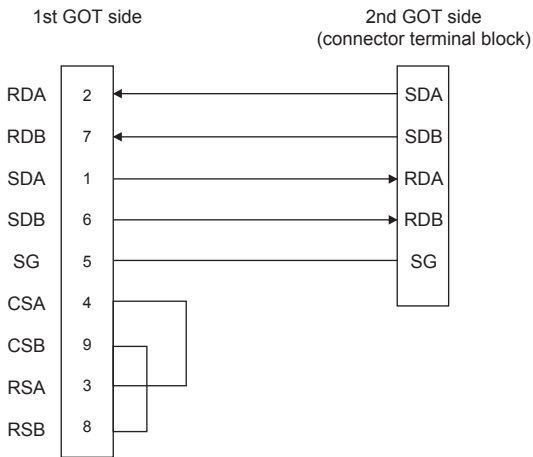 1st GOT side
2nd GOT side
(connector terminal block)
RDA 2 SDA
RDB 7 SDB
SDA 1 RDA
SDB 6 RDB
SG 5 SG
CSA 4
CSB 9
RSA 3
RSB 8